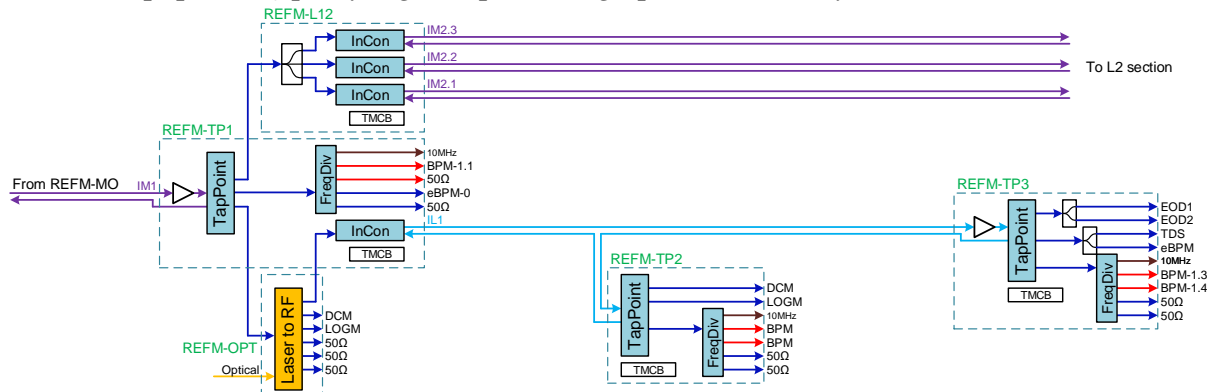 REFM-L12
InCon
IM2.3
InCon
IM2.2
To L2 section
InCon
IM2.1
TMCB
REFM-TP1
From REFM-MO
IM1
TapPoint
FreqDiv
10MHz
BPM-1.1
50Ω
eBPM-0
50Ω
InCon
IL1
TMCB
REFM-OPT
Optical
Laser to RF
DCM
LOGM
50Ω
50Ω
50Ω
REFM-TP2
TapPoint
DCM
LOGM
FreqDiv
10MHz
BPM
BPM
50Ω
50Ω
TMCB
REFM-TP3
TapPoint
EOD1
EOD2
TDS
eBPM
FreqDiv
10MHz
BPM-1.3
BPM-1.4
50Ω
50Ω
TMCB